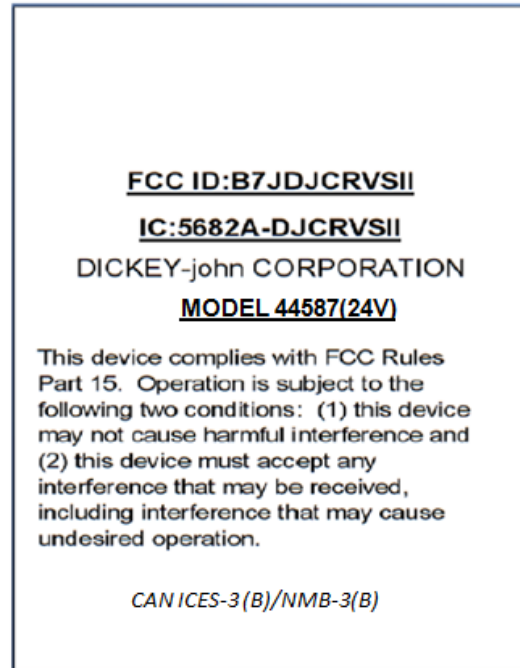 FCC ID:B7JDJCRVSII
IC:5682A-DJCRVSII
DICKEY-john CORPORATION
MODEL 44587(24V)
This device complies with FCC Rules
Part 15.  Operation is subject to the
following two conditions:  (1) this device
may not cause harmful interference and
(2) this device must accept any
interference that may be received,
including interference that may cause
undesired operation.
CAN ICES-3 (B)/NMB-3(B)